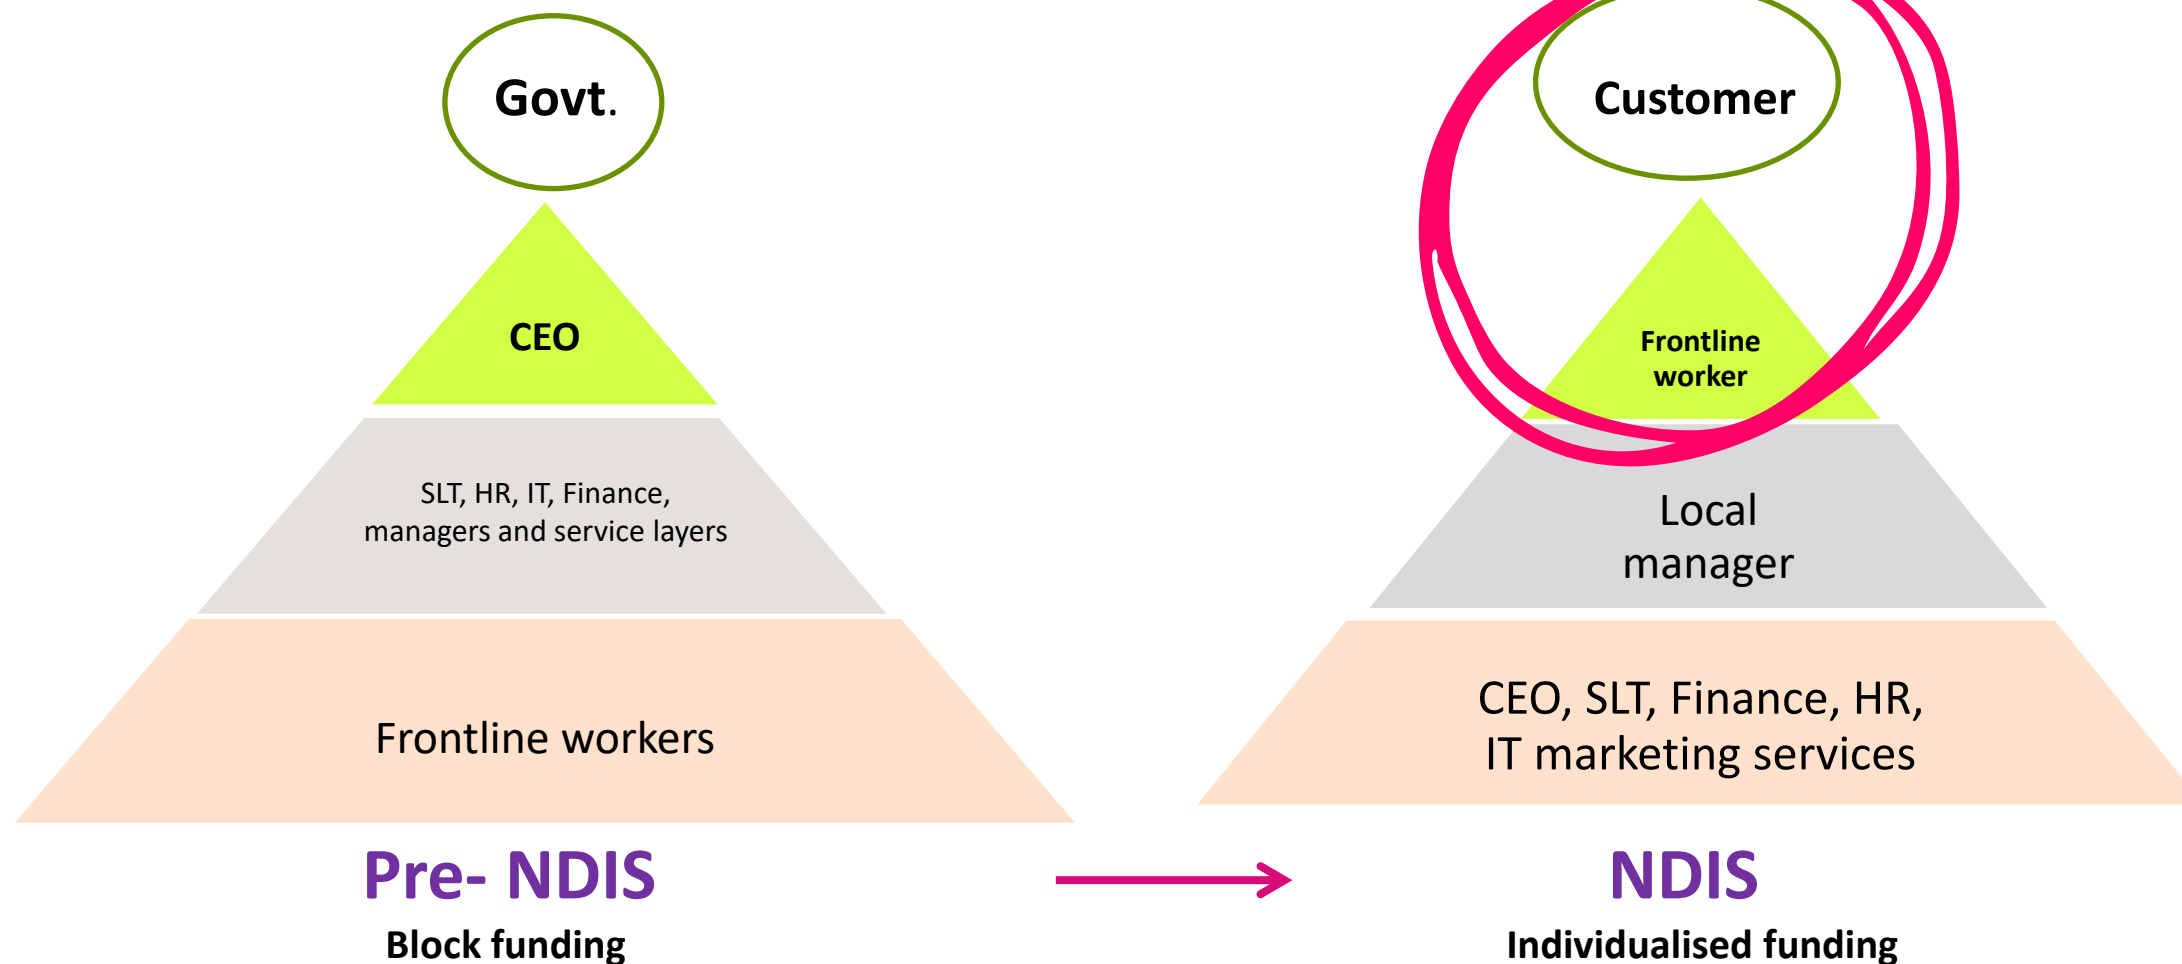 Govt.
CEO
SLT, HR, IT, Finance,
managers and service layers
Frontline workers
Pre- NDIS
Block funding
Customer
Frontline
worker
Local
manager
CEO, SLT, Finance, HR,
IT marketing services
NDIS
Individualised funding